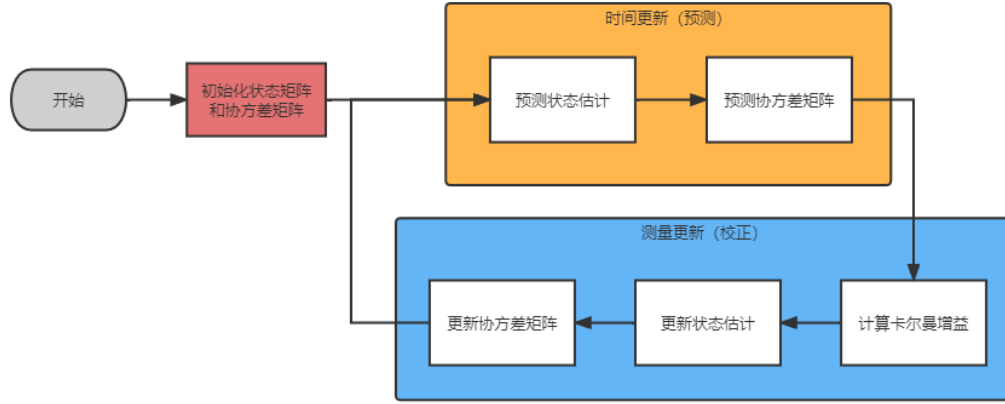 时间更新（预测）
开始
初始化状态矩阵
和协方差矩阵
预测状态估计
预测协方差矩阵
测量更新（校正）
更新协方差矩阵
更新状态估计
计算卡尔曼增益